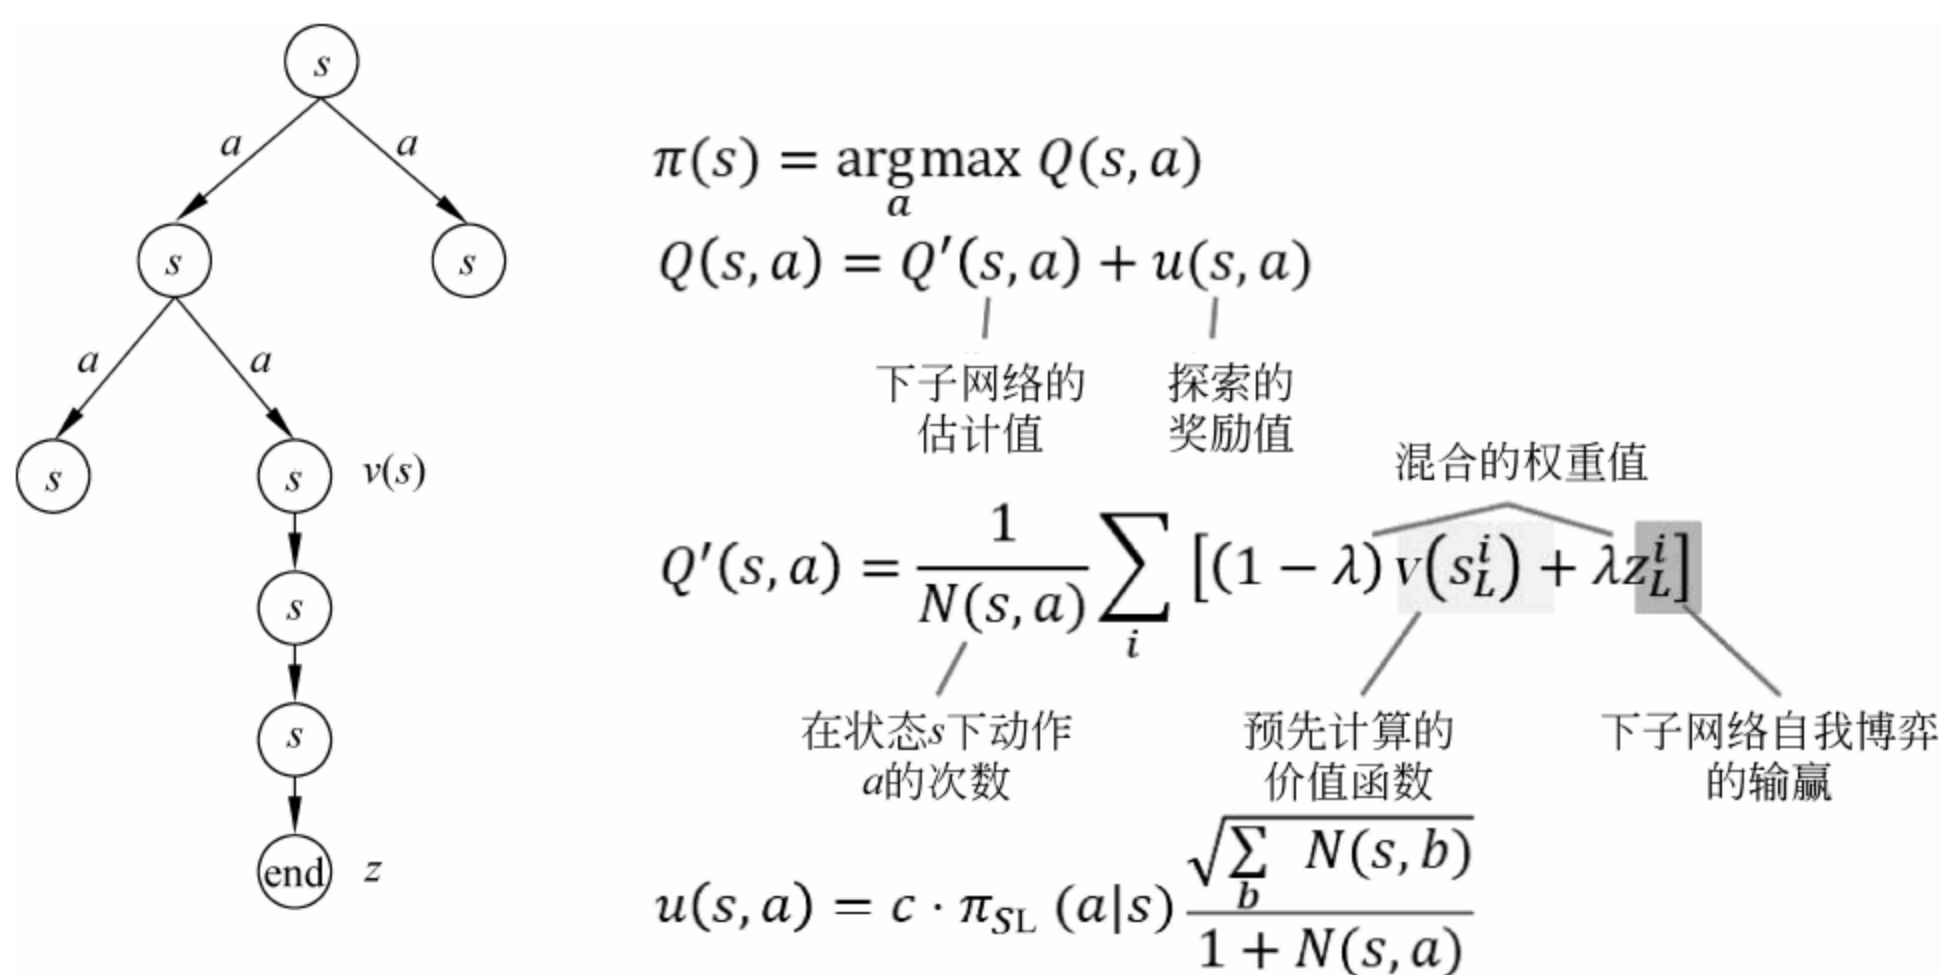 s
a a
s s
a a
s s v(s)
s
s
end z
π(s) = argmax Q(s,a)
a
Q(s,a) = Q′(s,a) + u(s,a)
下子网络的
估计值
探索的
奖励值
混合的权重值
Q′(s,a) = 1/N(s,a) ∑_i [(1 − λ) v(s_L^i) + λz_L^i]
在状态s下动作
a的次数
预先计算的
价值函数
下子网络自我博弈
的输赢
u(s,a) = c · π_SL (a|s) √(∑_b N(s,b)) / (1 + N(s,a))